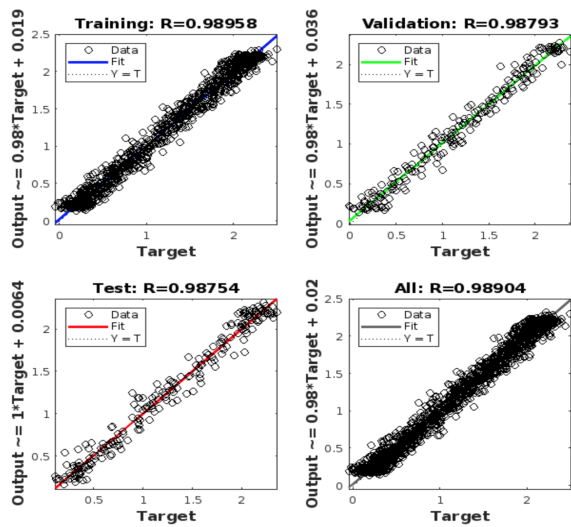 Training: R=0.98958
Output ~= 0.98*Target + 0.019
2.5
2
1.5
1
0.5
0
Data
Fit
Y = T
0
1
2
Target
Validation: R=0.98793
Output ~= 0.98*Target + 0.036
2
1.5
1
0.5
0
Data
Fit
Y = T
0
0.5
1
1.5
2
Target
Test: R=0.98754
Output ~= 1*Target + 0.0064
2
1.5
1
0.5
Data
Fit
Y = T
0.5
1
1.5
2
Target
All: R=0.98904
Output ~= 0.98*Target + 0.02
2.5
2
1.5
1
0.5
0
Data
Fit
Y = T
0
0.5
1
1.5
2
2.5
Target